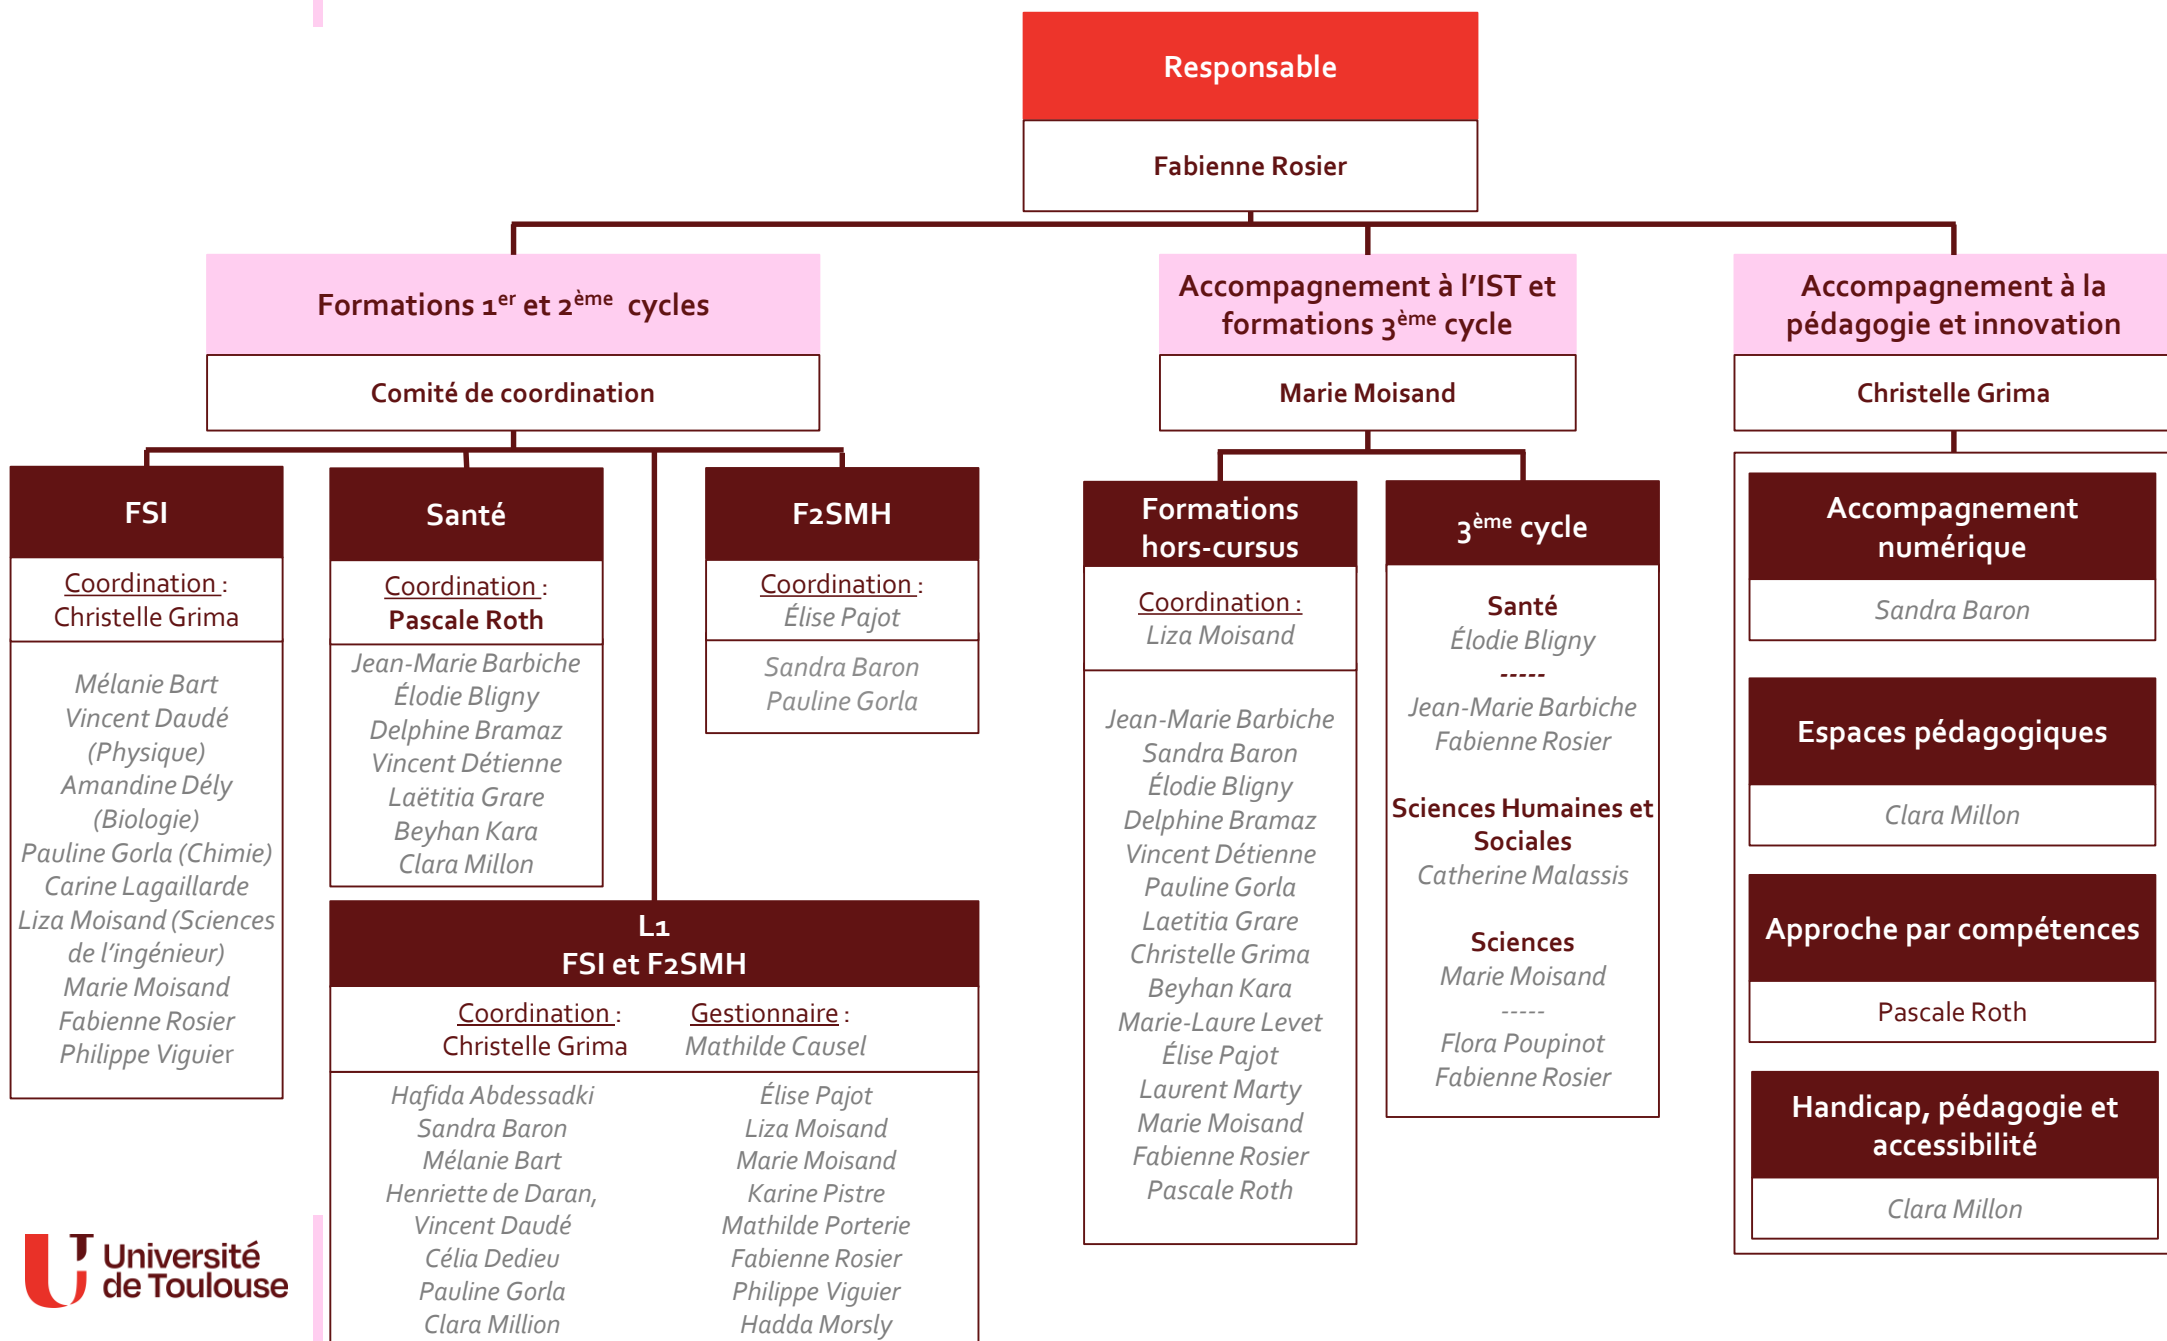 Responsable
Fabienne Rosier
Formations 1er et 2ème cycles
Comité de coordination
FSI
Coordination :
Christelle Grima
Mélanie Bart
Vincent Daudé
(Physique)
Amandine Dély
(Biologie)
Pauline Gorla (Chimie)
Carine Lagaillarde
Liza Moisand (Sciences
de l'ingénieur)
Marie Moisand
Fabienne Rosier
Philippe Viguier
Santé
Coordination :
Pascale Roth
Jean-Marie Barbiche
Élodie Bligny
Delphine Bramaz
Vincent Détienne
Laëtitia Grare
Beyhan Kara
Clara Millon
F2SMH
Coordination :
Élise Pajot
Sandra Baron
Pauline Gorla
L1
FSI et F2SMH
Coordination :
Christelle Grima
Gestionnaire :
Mathilde Causel
Hafida Abdessadki
Sandra Baron
Mélanie Bart
Henriette de Daran,
Vincent Daudé
Célia Dedieu
Pauline Gorla
Clara Million
Élise Pajot
Liza Moisand
Marie Moisand
Karine Pistre
Mathilde Porterie
Fabienne Rosier
Philippe Viguier
Hadda Morsly
Accompagnement à l'IST et
formations 3ème cycle
Marie Moisand
Formations
hors-cursus
Coordination :
Liza Moisand
Jean-Marie Barbiche
Sandra Baron
Élodie Bligny
Delphine Bramaz
Vincent Détienne
Pauline Gorla
Laetitia Grare
Christelle Grima
Beyhan Kara
Marie-Laure Levet
Élise Pajot
Laurent Marty
Marie Moisand
Fabienne Rosier
Pascale Roth
3ème cycle
Santé
Élodie Bligny
-----
Jean-Marie Barbiche
Fabienne Rosier
Sciences Humaines et
Sociales
Catherine Malassis
Sciences
Marie Moisand
-----
Flora Poupinot
Fabienne Rosier
Accompagnement à la
pédagogie et innovation
Christelle Grima
Accompagnement
numérique
Sandra Baron
Espaces pédagogiques
Clara Millon
Approche par compétences
Pascale Roth
Handicap, pédagogie et
accessibilité
Clara Millon
Université
de Toulouse